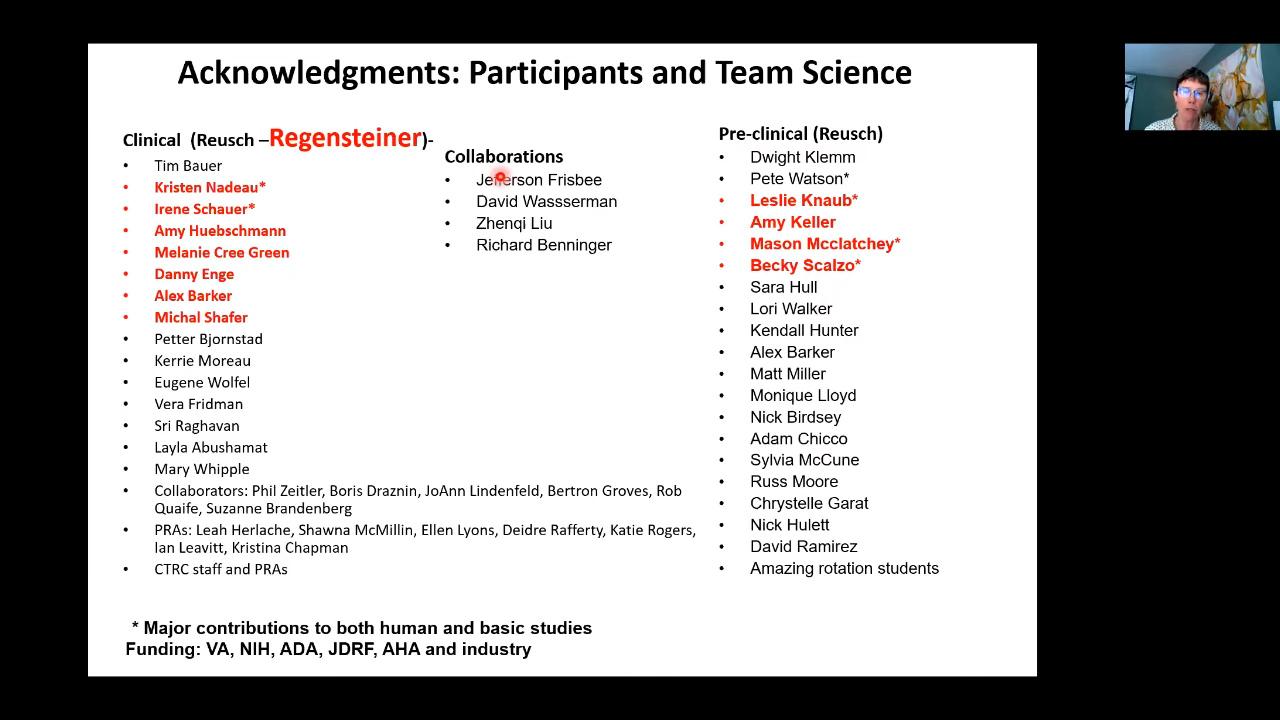 Acknowledgments: Participants and Team Science
Clinical (Reusch –Regensteiner)-
• Tim Bauer
• Kristen Nadeau*
• Irene Schauer*
• Amy Huebschmann
• Melanie Cree Green
• Danny Enge
• Alex Barker
• Michal Shafer
• Petter Bjornstad
• Kerrie Moreau
• Eugene Wolfel
• Vera Fridman
• Sri Raghavan
• Layla Abushamat
• Mary Whipple
• Collaborators: Phil Zeitler, Boris Draznin, JoAnn Lindenfeld, Bertron Groves, Rob
Quaife, Suzanne Brandenberg
• PRAs: Leah Herlache, Shawna McMillin, Ellen Lyons, Deidre Rafferty, Katie Rogers,
Ian Leavitt, Kristina Chapman
• CTRC staff and PRAs
Collaborations
• Jefferson Frisbee
• David Wassserman
• Zhenqi Liu
• Richard Benninger
Pre-clinical (Reusch)
• Dwight Klemm
• Pete Watson*
• Leslie Knaub*
• Amy Keller
• Mason Mcclatchey*
• Becky Scalzo*
• Sara Hull
• Lori Walker
• Kendall Hunter
• Alex Barker
• Matt Miller
• Monique Lloyd
• Nick Birdsey
• Adam Chicco
• Sylvia McCune
• Russ Moore
• Chrystelle Garat
• Nick Hulett
• David Ramirez
• Amazing rotation students
* Major contributions to both human and basic studies
Funding: VA, NIH, ADA, JDRF, AHA and industry